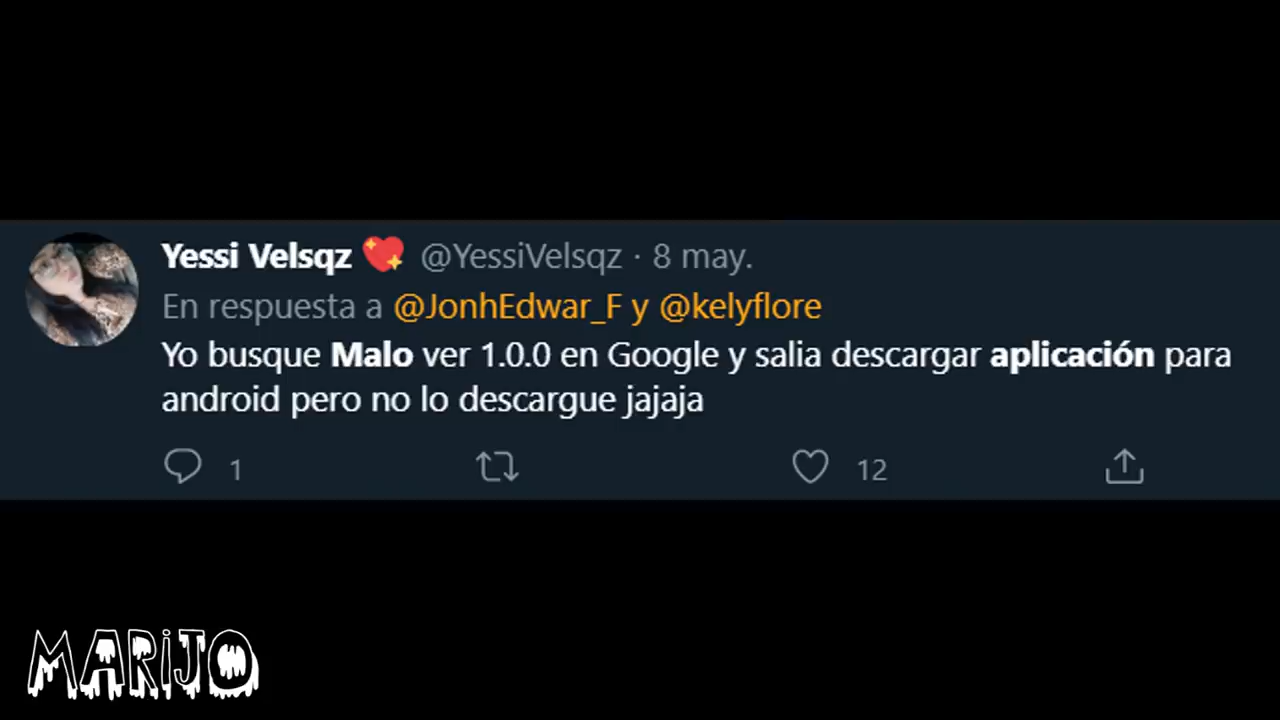 Yessi Velsqz 💖 @YessiVelsqz · 8 may.
En respuesta a @JonhEdwar_F y @kelyflore
Yo busque Malo ver 1.0.0 en Google y salia descargar aplicación para
android pero no lo descargue jajaja
1 12
MARiJO